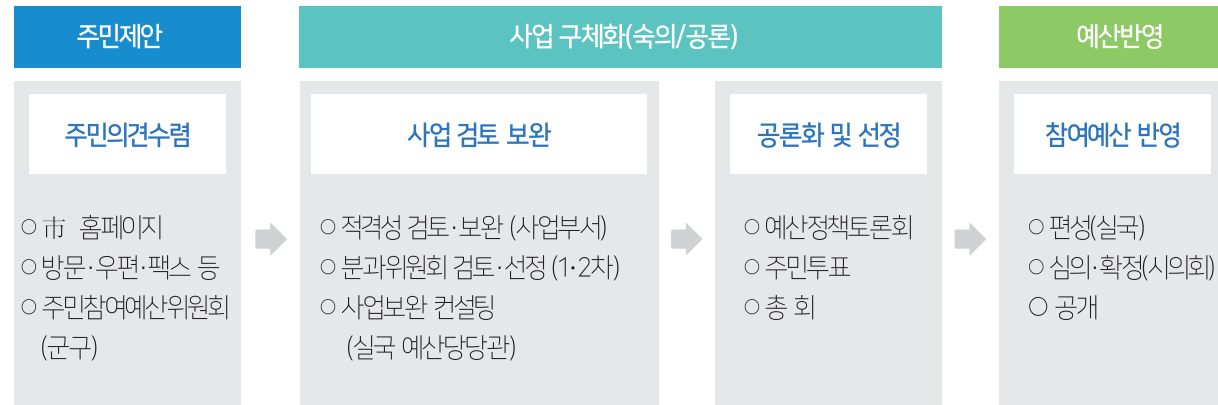 주민제안
사업 구체화(숙의/공론)
예산반영
주민의견수렴
○ 市 홈페이지
○ 방문·우편·팩스 등
○ 주민참여예산위원회
(군구)
사업 검토 보완
○ 적격성 검토·보완 (사업부서)
○ 분과위원회 검토·선정 (1·2차)
○ 사업보완 컨설팅
(실국 예산당당관)
공론화 및 선정
○ 예산정책토론회
○ 주민투표
○ 총 회
참여예산 반영
○ 편성(실국)
○ 심의·확정(시의회)
○ 공개